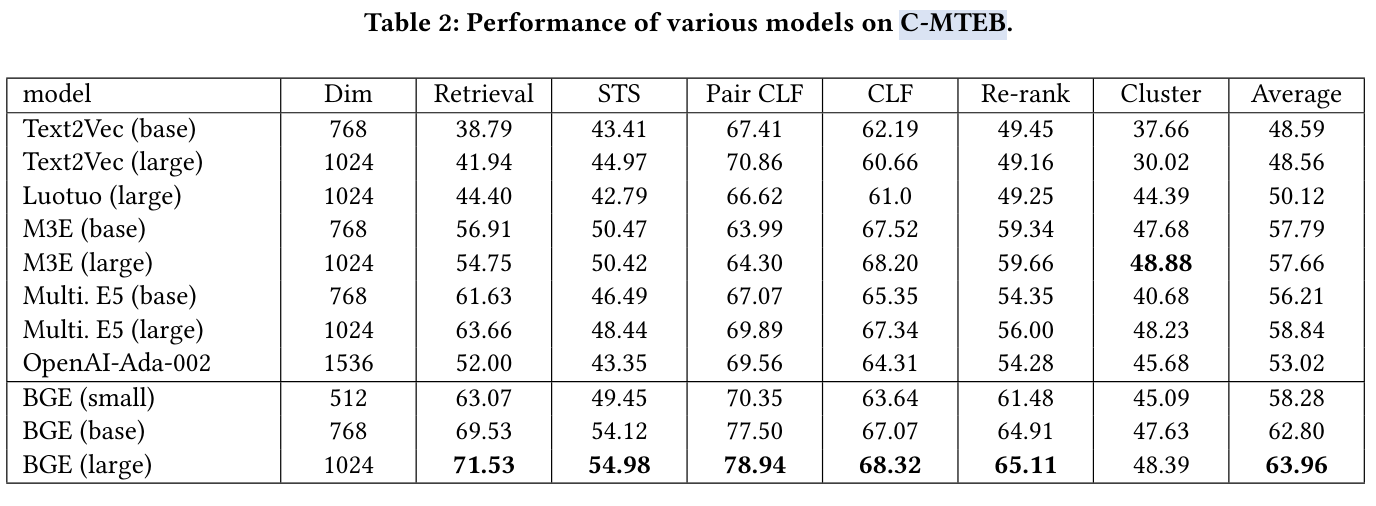 Table 2: Performance of various models on C-MTEB.
model Dim Retrieval STS Pair CLF CLF Re-rank Cluster Average
Text2Vec (base) 768 38.79 43.41 67.41 62.19 49.45 37.66 48.59
Text2Vec (large) 1024 41.94 44.97 70.86 60.66 49.16 30.02 48.56
Luotuo (large) 1024 44.40 42.79 66.62 61.0 49.25 44.39 50.12
M3E (base) 768 56.91 50.47 63.99 67.52 59.34 47.68 57.79
M3E (large) 1024 54.75 50.42 64.30 68.20 59.66 48.88 57.66
Multi. E5 (base) 768 61.63 46.49 67.07 65.35 54.35 40.68 56.21
Multi. E5 (large) 1024 63.66 48.44 69.89 67.34 56.00 48.23 58.84
OpenAI-Ada-002 1536 52.00 43.35 69.56 64.31 54.28 45.68 53.02
BGE (small) 512 63.07 49.45 70.35 63.64 61.48 45.09 58.28
BGE (base) 768 69.53 54.12 77.50 67.07 64.91 47.63 62.80
BGE (large) 1024 71.53 54.98 78.94 68.32 65.11 48.39 63.96